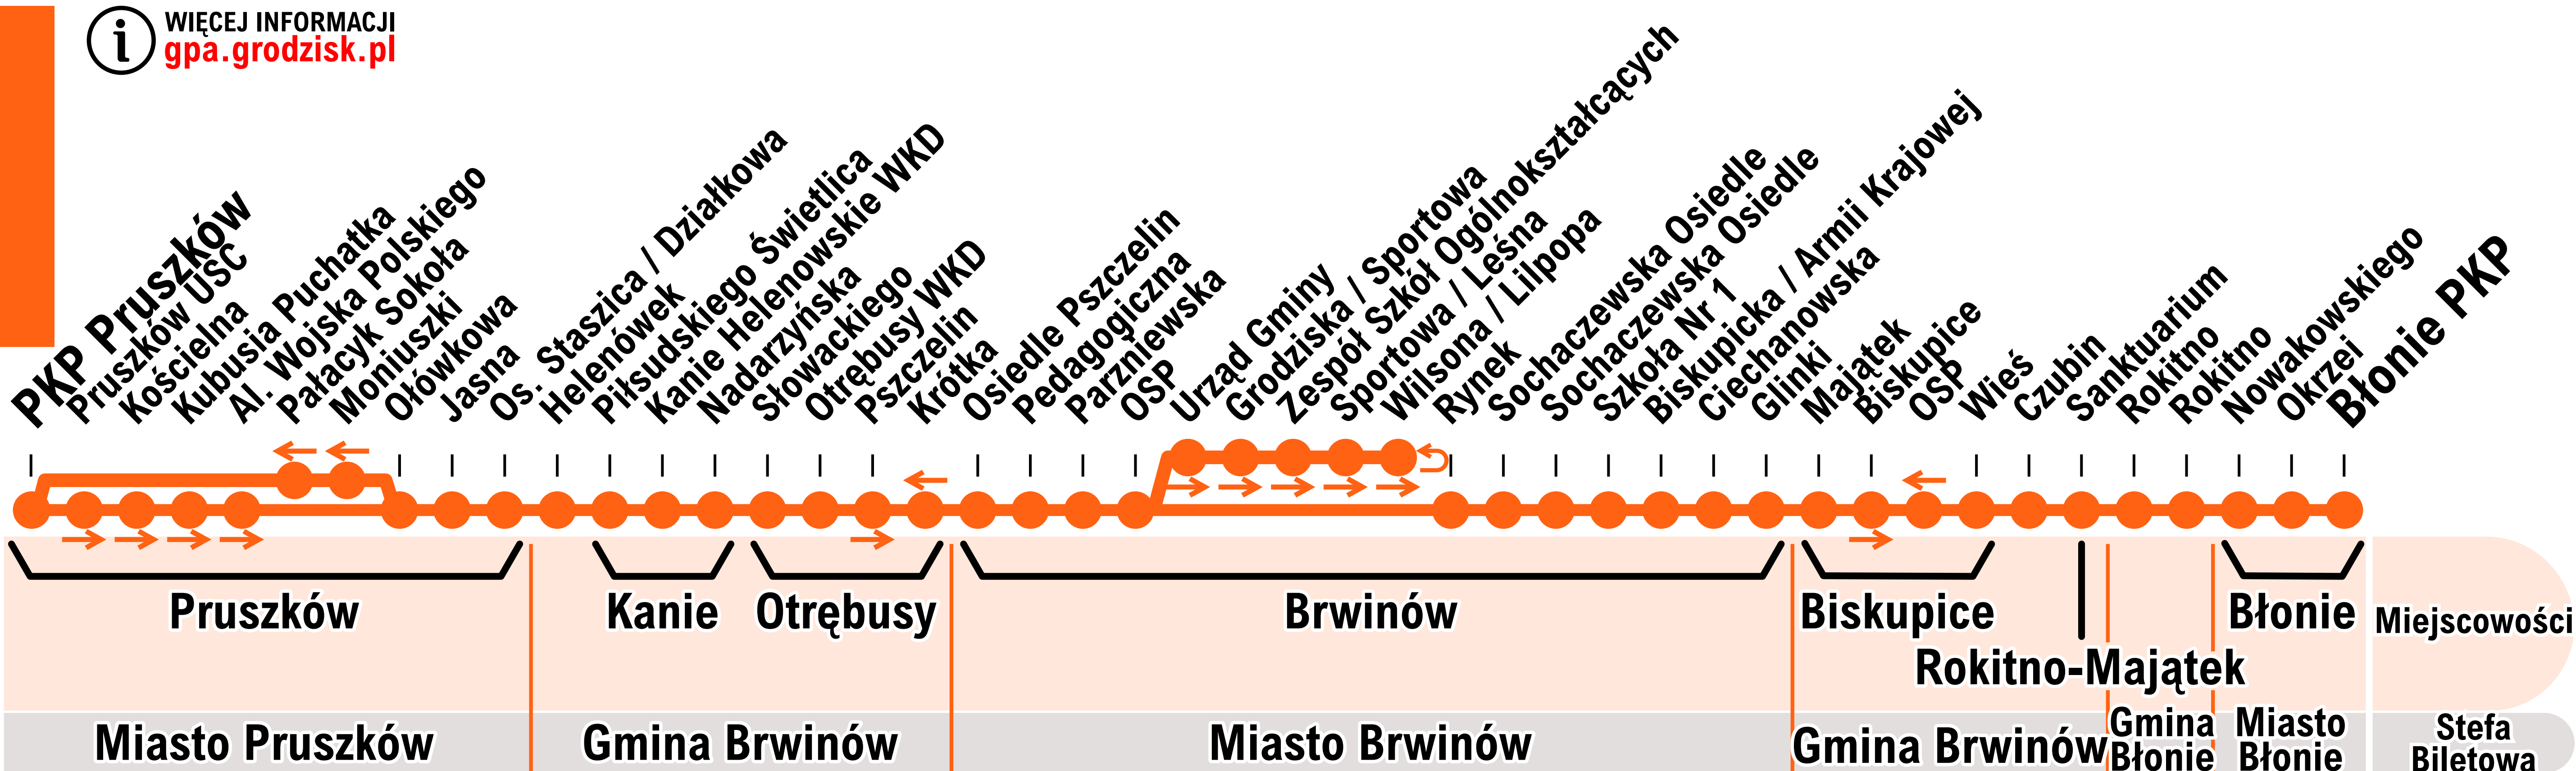 i
WIĘCEJ INFORMACJI
gpa.grodzisk.pl
PKP Pruszków
Pruszków USC
Kościelna
Kubusia Puchatka
Al. Wojska Polskiego
Pałacyk Sokoła
Moniuszki
Ołówkowa
Jasna
Os. Staszica / Działkowa
Helenówek
Piłsudskiego Świetlica
Kanie Helenowskie WKD
Nadarzyńska
Słowackiego
Otrębusy WKD
Pszczelin
Krótka
Osiedle Pszczelin
Pedagogiczna
Parzniewska
OSP
Urząd Gminy
Grodziska / Sportowa
Zespół Szkół Ogólnokształcących
Sportowa / Leśna
Wilsona / Lilpopa
Rynek
Sochaczewska Osiedle
Sochaczewska Osiedle
Szkoła Nr 1
Biskupicka / Armii Krajowej
Ciechanowska
Glinki
Majątek
Biskupice
OSP
Wieś
Czubin
Sanktuarium
Rokitno
Rokitno
Nowakowskiego
Okrzei
Błonie PKP
Pruszków
Kanie
Otrębusy
Brwinów
Biskupice
Rokitno-Majątek
Błonie
Miejscowości
Miasto Pruszków
Gmina Brwinów
Miasto Brwinów
Gmina Brwinów
Gmina
Błonie
Miasto
Błonie
Stefa
Biletowa